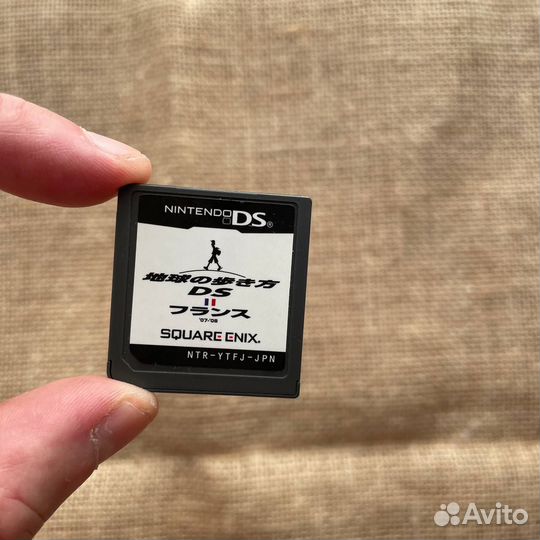 NINTENDO DS®
地球の歩き方
DS
フランス
'07-'08
SQUARE ENIX.
NTR-YTFJ-JPN
Avito